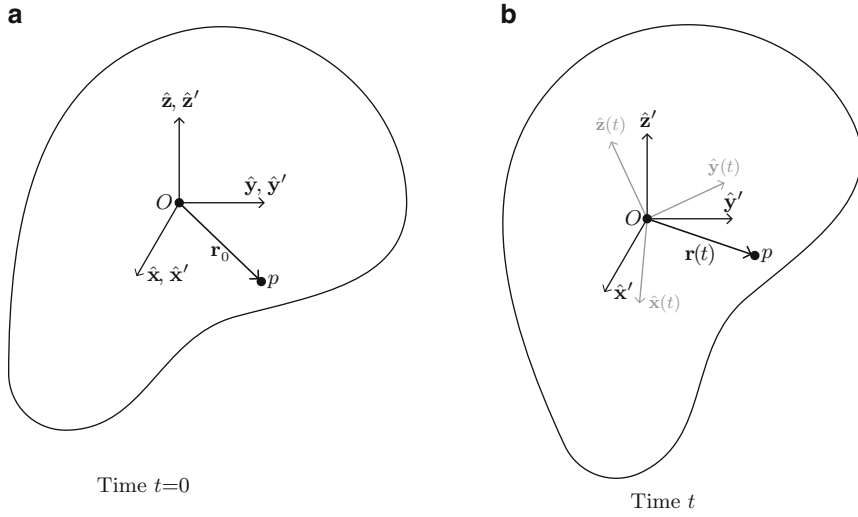 a
ẑ, ẑ′
ŷ, ŷ′
O
r₀
x̂, x̂′
p
Time t=0
b
ẑ(t)
ẑ′
ŷ(t)
ŷ′
O
r(t)
p
x̂′
x̂(t)
Time t